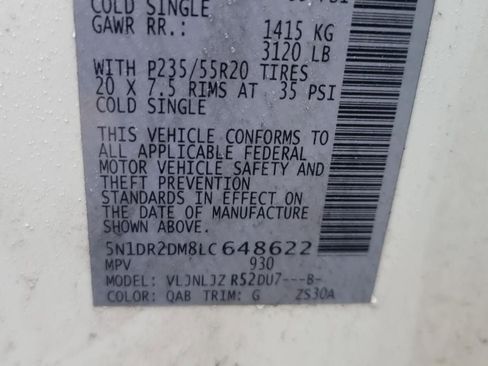 COLD SINGLE
GAWR RR.: 1415 KG
3120 LB
WITH P235/55R20 TIRES
20 X 7.5 RIMS AT 35 PSI
COLD SINGLE
THIS VEHICLE CONFORMS TO
ALL APPLICABLE FEDERAL
MOTOR VEHICLE SAFETY AND
THEFT PREVENTION
STANDARDS IN EFFECT ON
THE DATE OF MANUFACTURE
SHOWN ABOVE.
5N1DR2DM8LC648622
MPV 930
MODEL: VLJNLJZ R52DU7---B-
COLOR: QAB TRIM: G ZS30A